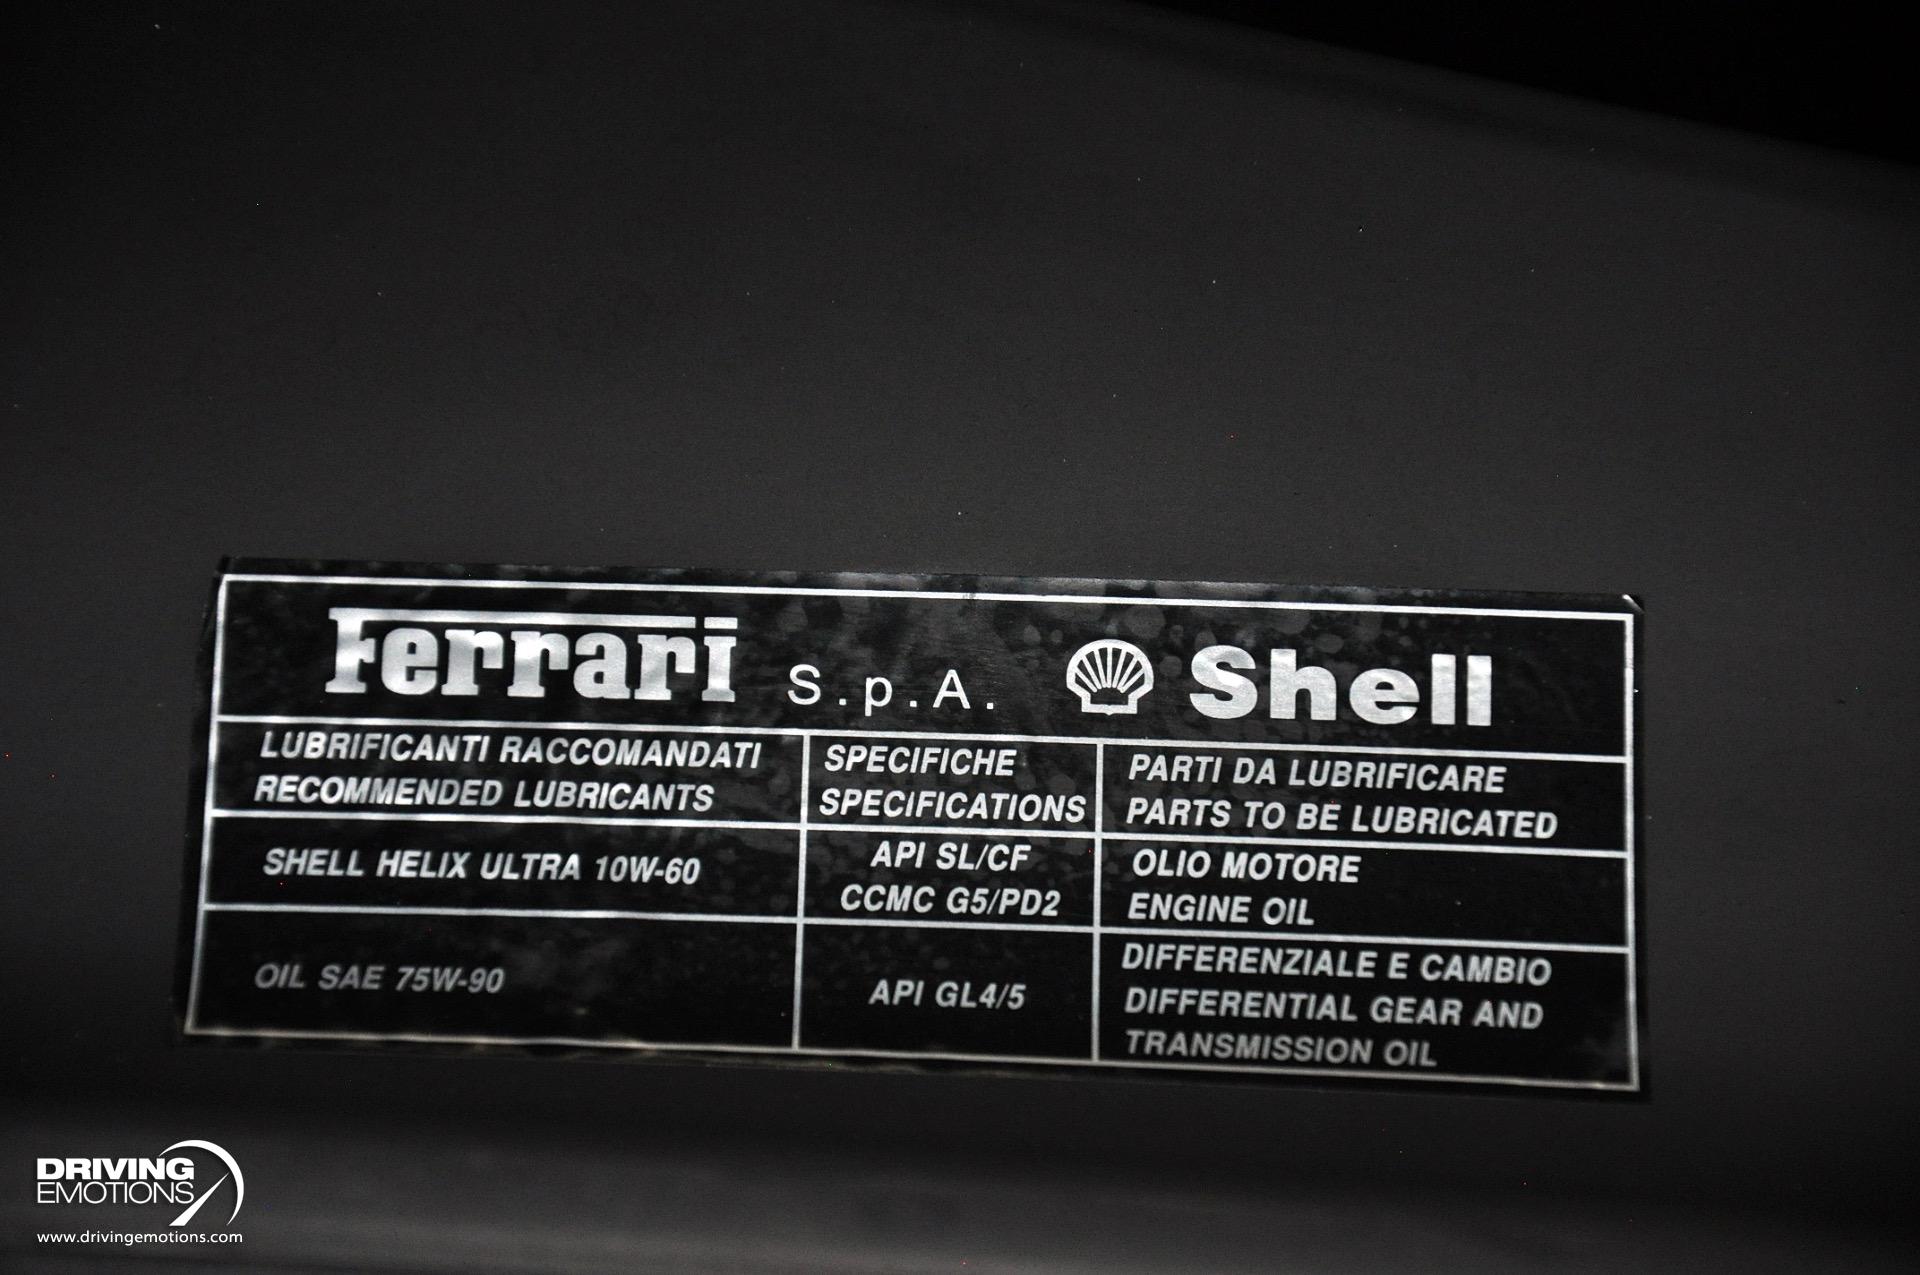 Ferrari S.p.A. Shell
LUBRIFICANTI RACCOMANDATI
RECOMMENDED LUBRICANTS
SPECIFICHE
SPECIFICATIONS
PARTI DA LUBRIFICARE
PARTS TO BE LUBRICATED
SHELL HELIX ULTRA 10W-60
API SL/CF
CCMC G5/PD2
OLIO MOTORE
ENGINE OIL
OIL SAE 75W-90
API GL4/5
DIFFERENZIALE E CAMBIO
DIFFERENTIAL GEAR AND
TRANSMISSION OIL
DRIVING
EMOTIONS
www.drivingemotions.com